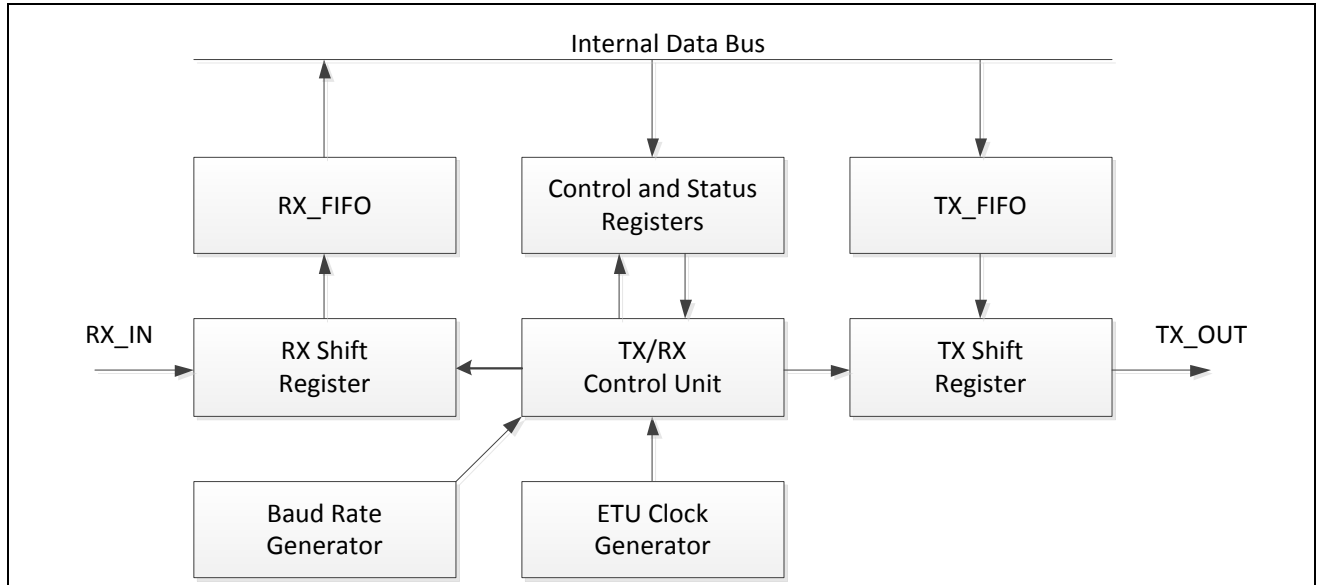 Internal Data Bus
RX_FIFO
Control and Status
Registers
TX_FIFO
RX_IN
RX Shift
Register
TX/RX
Control Unit
TX Shift
Register
TX_OUT
Baud Rate
Generator
ETU Clock
Generator